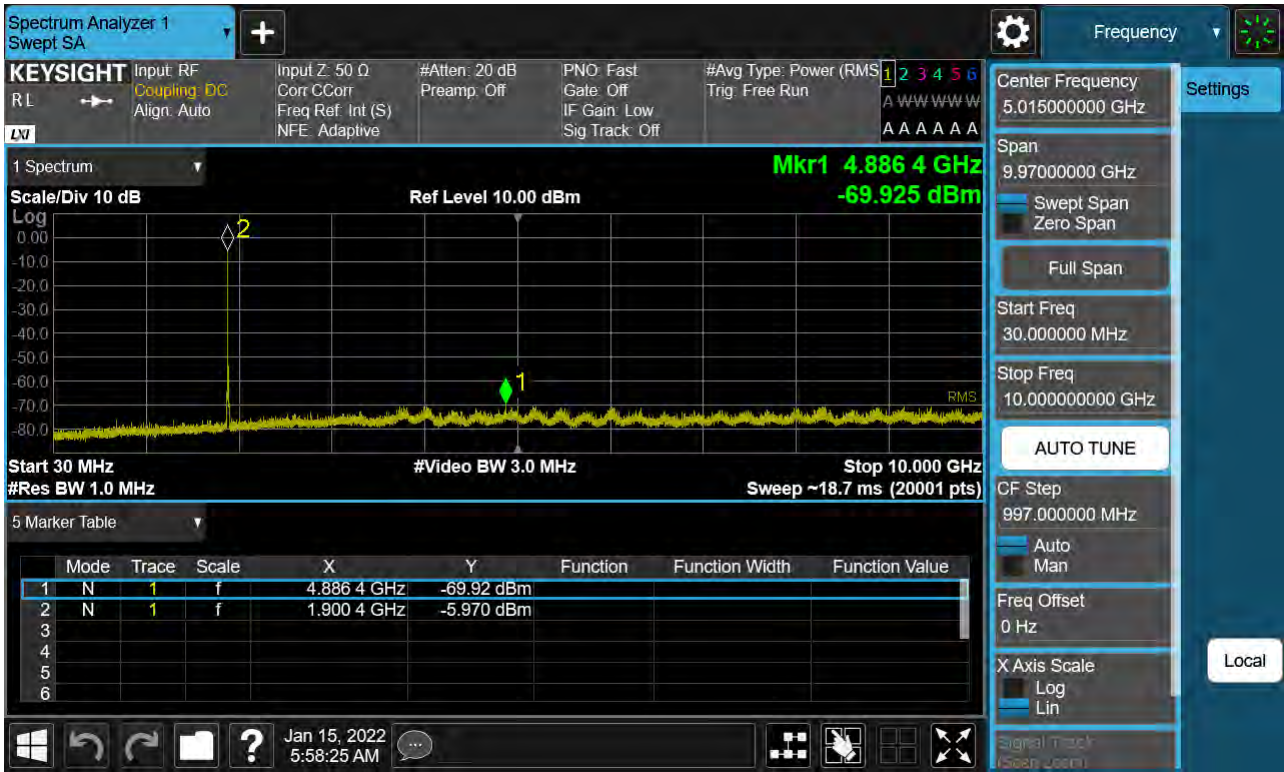 Spectrum Analyzer 1
Swept SA
+
Frequency
KEYSIGHT
RL
LXI
Input: RF
Coupling: DC
Align: Auto
Input Z: 50 Ω
Corr CCorr
Freq Ref: Int (S)
NFE: Adaptive
#Atten: 20 dB
Preamp: Off
PNO: Fast
Gate: Off
IF Gain: Low
Sig Track: Off
#Avg Type: Power (RMS
Trig: Free Run
1 2 3 4 5 6
A W W W W W
A A A A A A
1 Spectrum
Mkr1 4.886 4 GHz
-69.925 dBm
Scale/Div 10 dB
Ref Level 10.00 dBm
Log
0.00
-10.0
-20.0
-30.0
-40.0
-50.0
-60.0
-70.0
-80.0
2
1
RMS
Start 30 MHz
#Video BW 3.0 MHz
Stop 10.000 GHz
#Res BW 1.0 MHz
Sweep ~18.7 ms (20001 pts)
5 Marker Table
Mode Trace Scale X Y Function Function Width Function Value
1 N 1 f 4.886 4 GHz -69.92 dBm
2 N 1 f 1.900 4 GHz -5.970 dBm
3
4
5
6
Center Frequency
5.015000000 GHz
Settings
Span
9.97000000 GHz
Swept Span
Zero Span
Full Span
Start Freq
30.000000 MHz
Stop Freq
10.000000000 GHz
AUTO TUNE
CF Step
997.000000 MHz
Auto
Man
Freq Offset
0 Hz
X Axis Scale
Log
Lin
Local
Signal Track
(Span Zoom)
?
Jan 15, 2022
5:58:25 AM